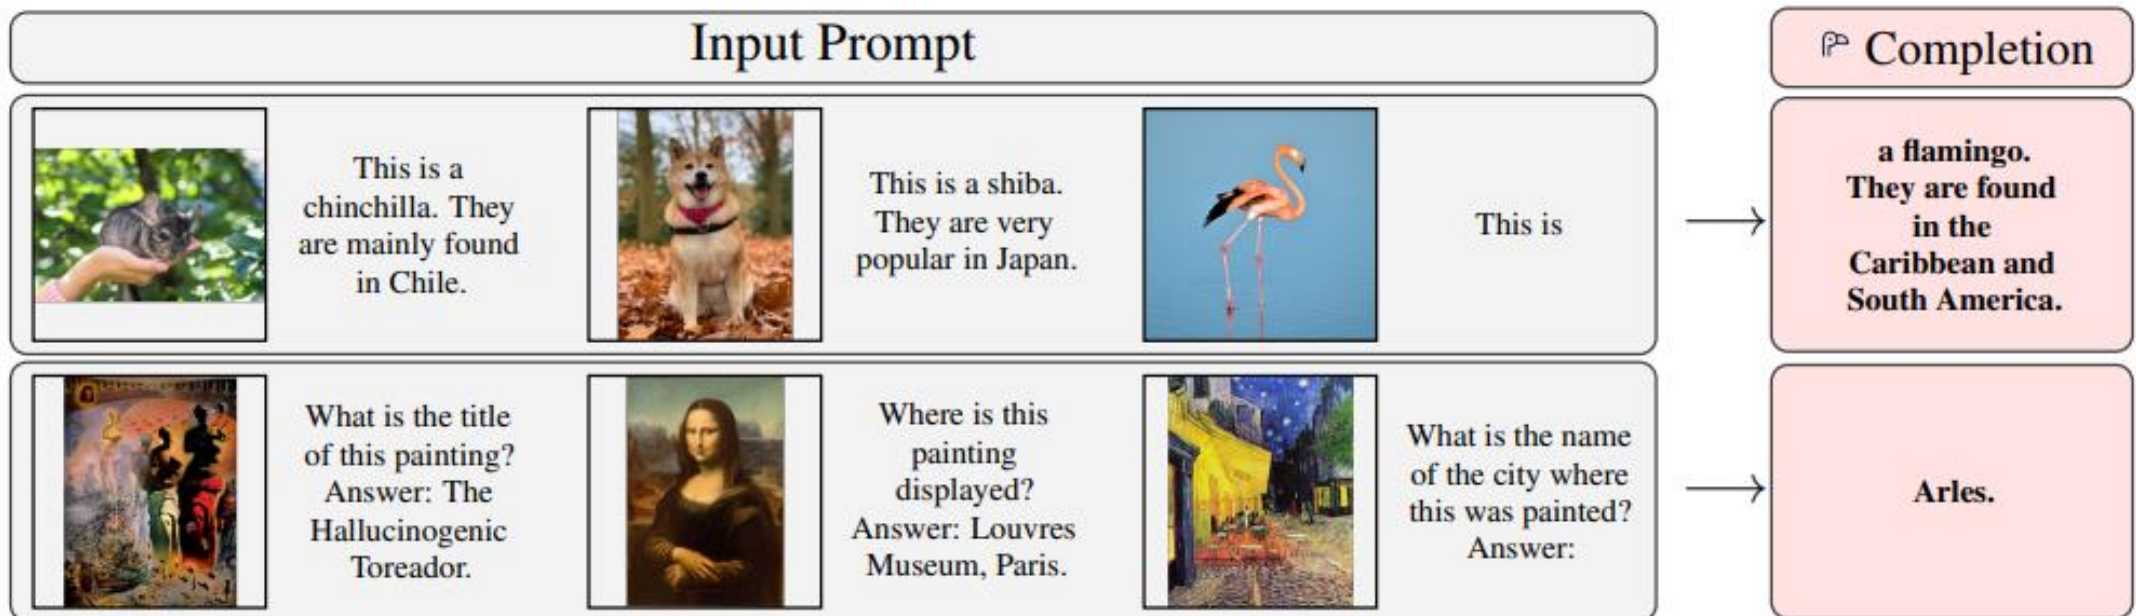 Input Prompt
Completion
This is a
chinchilla. They
are mainly found
in Chile.
This is a shiba.
They are very
popular in Japan.
This is
a flamingo.
They are found
in the
Caribbean and
South America.
What is the title
of this painting?
Answer: The
Hallucinogenic
Toreador.
Where is this
painting
displayed?
Answer: Louvres
Museum, Paris.
What is the name
of the city where
this was painted?
Answer:
Arles.